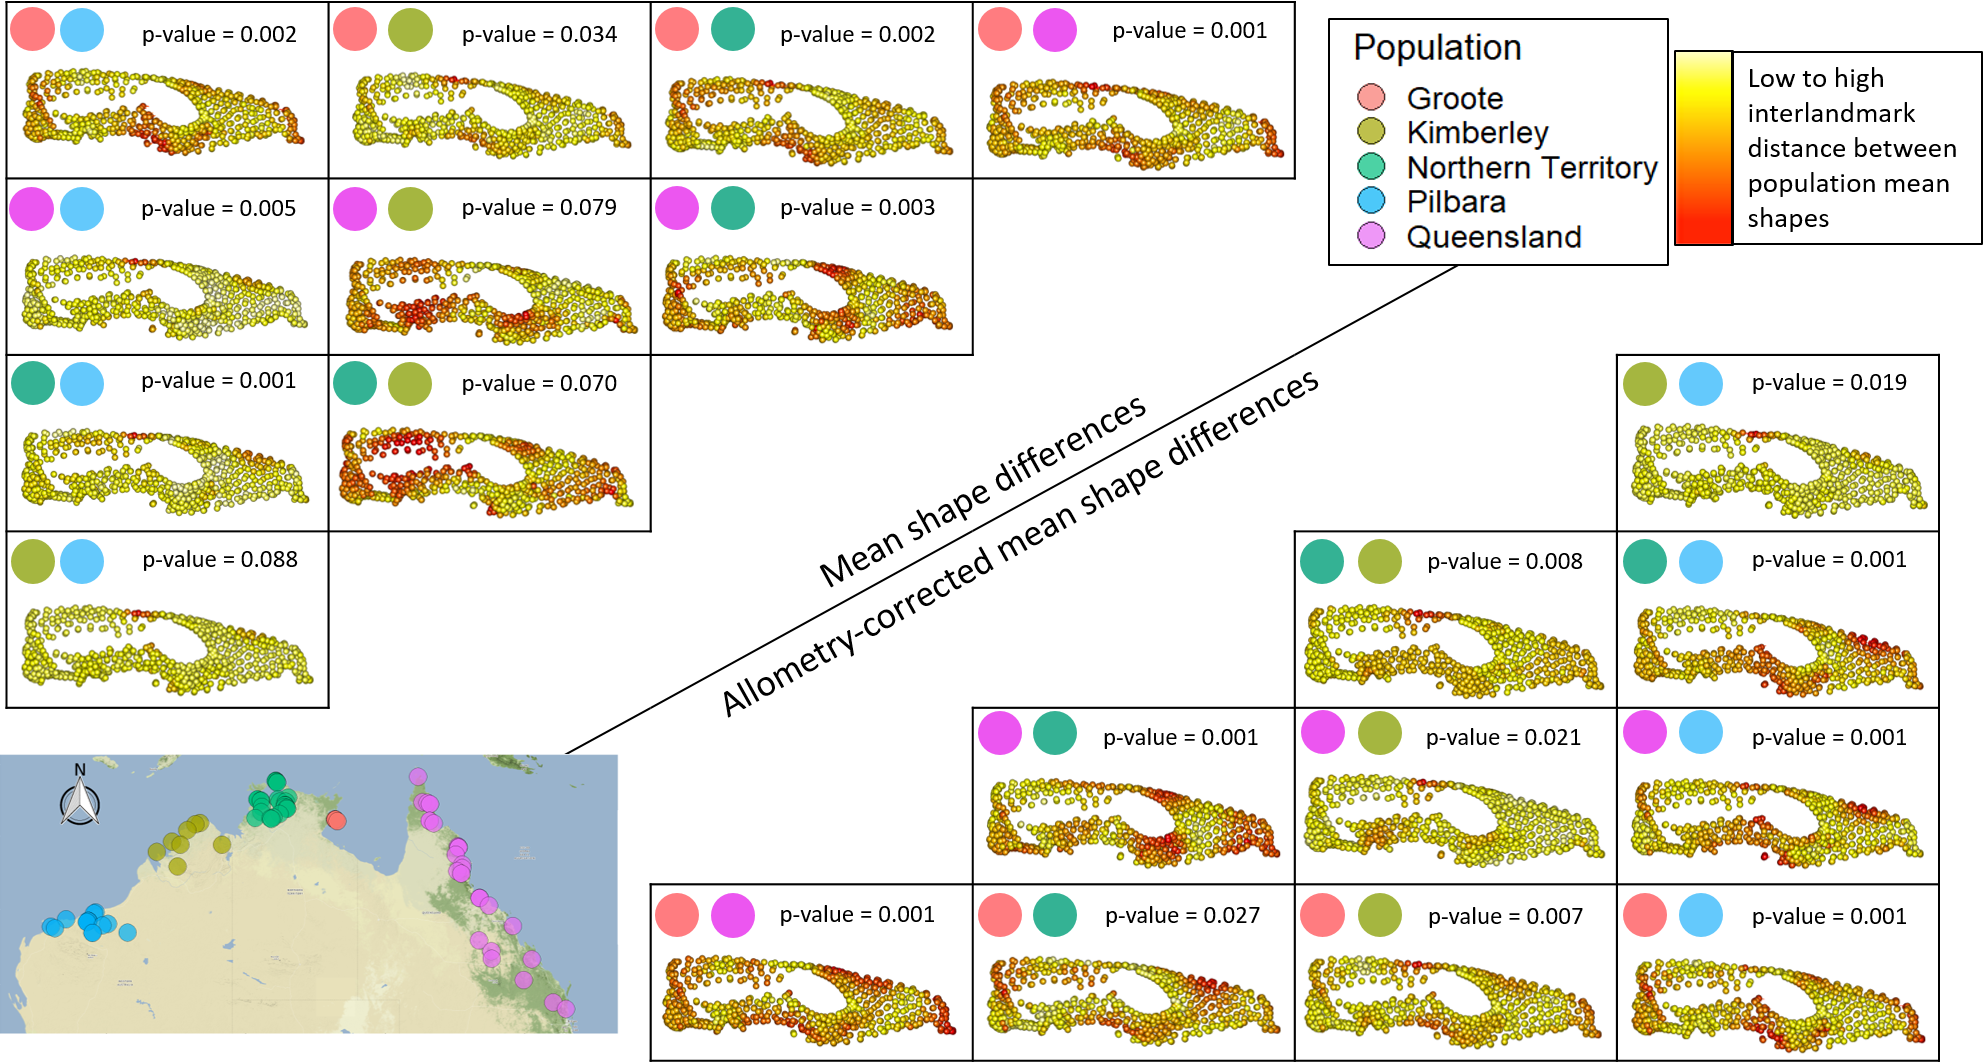 p-value = 0.002
p-value = 0.034
p-value = 0.002
p-value = 0.001
Population
Groote
Kimberley
Northern Territory
Pilbara
Queensland
Low to high
interlandmark
distance between
population mean
shapes
p-value = 0.005
p-value = 0.079
p-value = 0.003
p-value = 0.001
p-value = 0.070
p-value = 0.019
Mean shape differences
Allometry-corrected mean shape differences
p-value = 0.088
p-value = 0.008
p-value = 0.001
p-value = 0.001
p-value = 0.021
p-value = 0.001
N
p-value = 0.001
p-value = 0.027
p-value = 0.007
p-value = 0.001